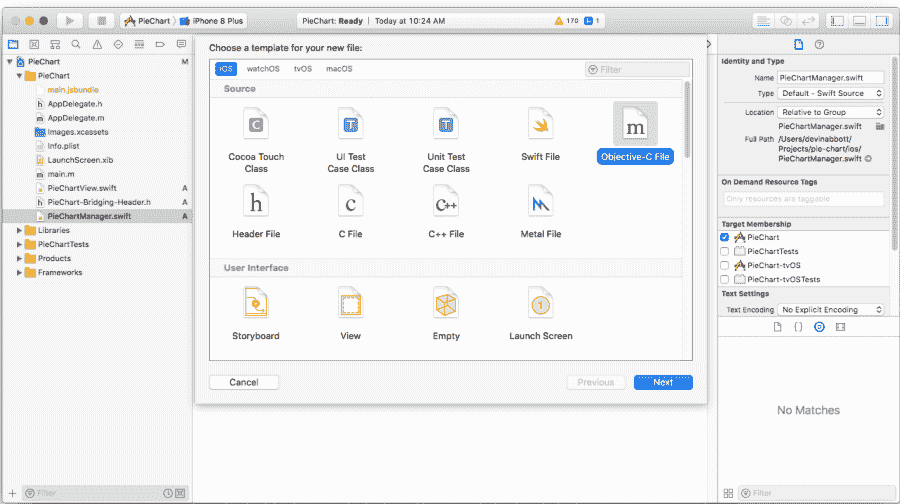 PieChart
iPhone 8 Plus
PieChart: Ready | Today at 10:24 AM
170
1
PieChart
M
PieChart
main.jsbundle
AppDelegate.h
AppDelegate.m
Images.xcassets
Info.plist
LaunchScreen.xib
main.m
PieChartView.swift
A
PieChart-Bridging-Header.h
A
PieChartManager.swift
A
Libraries
PieChartTests
Products
Frameworks
Filter
Choose a template for your new file:
iOS
watchOS
tvOS
macOS
Filter
Source
C
T
T
m
Cocoa Touch
Class
UI Test
Case Class
Unit Test
Case Class
Swift File
Objective-C File
h
c
C++
Header File
C File
C++ File
Metal File
User Interface
1
Storyboard
View
Empty
Launch Screen
Cancel
Previous
Next
Identity and Type
Name
PieChartManager.swift
Type
Default - Swift Source
Location
Relative to Group
PieChartManager.swift
Full Path
/Users/devinabbott/
Projects/pie-chart/ios/
PieChartManager.swift
On Demand Resource Tags
Only resources are taggable
Target Membership
PieChart
PieChartTests
PieChart-tvOS
PieChart-tvOSTests
Text Settings
Text Encoding
No Explicit Encoding
{ }
No Matches
Filter